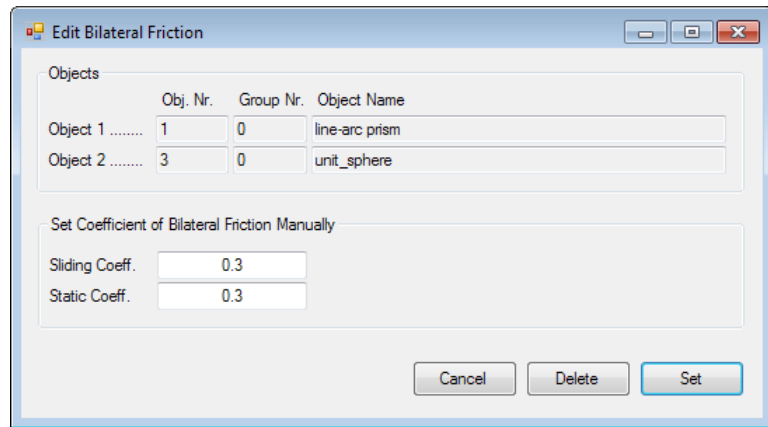 Edit Bilateral Friction
Objects
Obj. Nr. Group Nr. Object Name
Object 1 ........ 1 0 line-arc prism
Object 2 ........ 3 0 unit_sphere
Set Coefficient of Bilateral Friction Manually
Sliding Coeff. 0.3
Static Coeff. 0.3
Cancel Delete Set